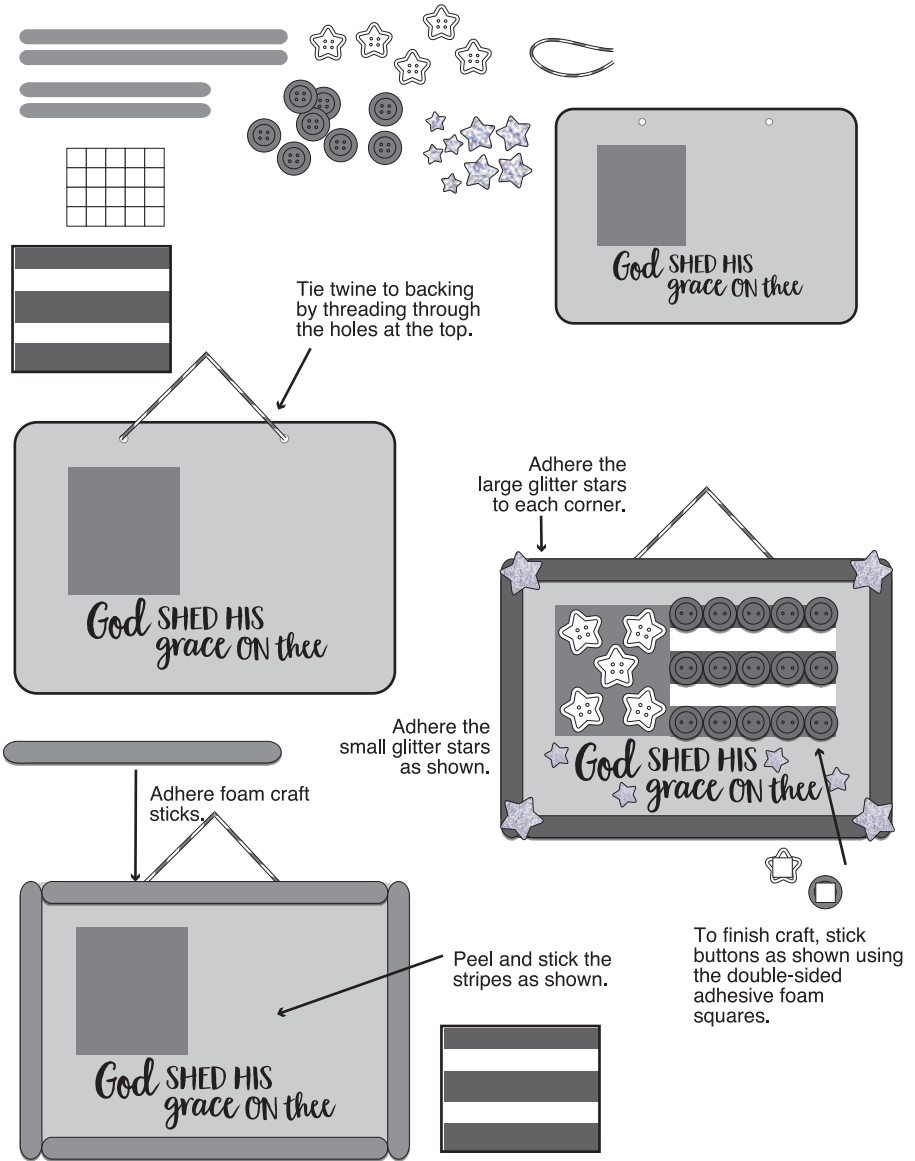 God SHED HIS
grace ON thee
Tie twine to backing
by threading through
the holes at the top.
God SHED HIS
grace ON thee
Adhere the
large glitter stars
to each corner.
Adhere the
small glitter stars
as shown.
God SHED HIS
grace ON thee
Adhere foam craft
sticks.
Peel and stick the
stripes as shown.
To finish craft, stick
buttons as shown using
the double-sided
adhesive foam
squares.
God SHED HIS
grace ON thee